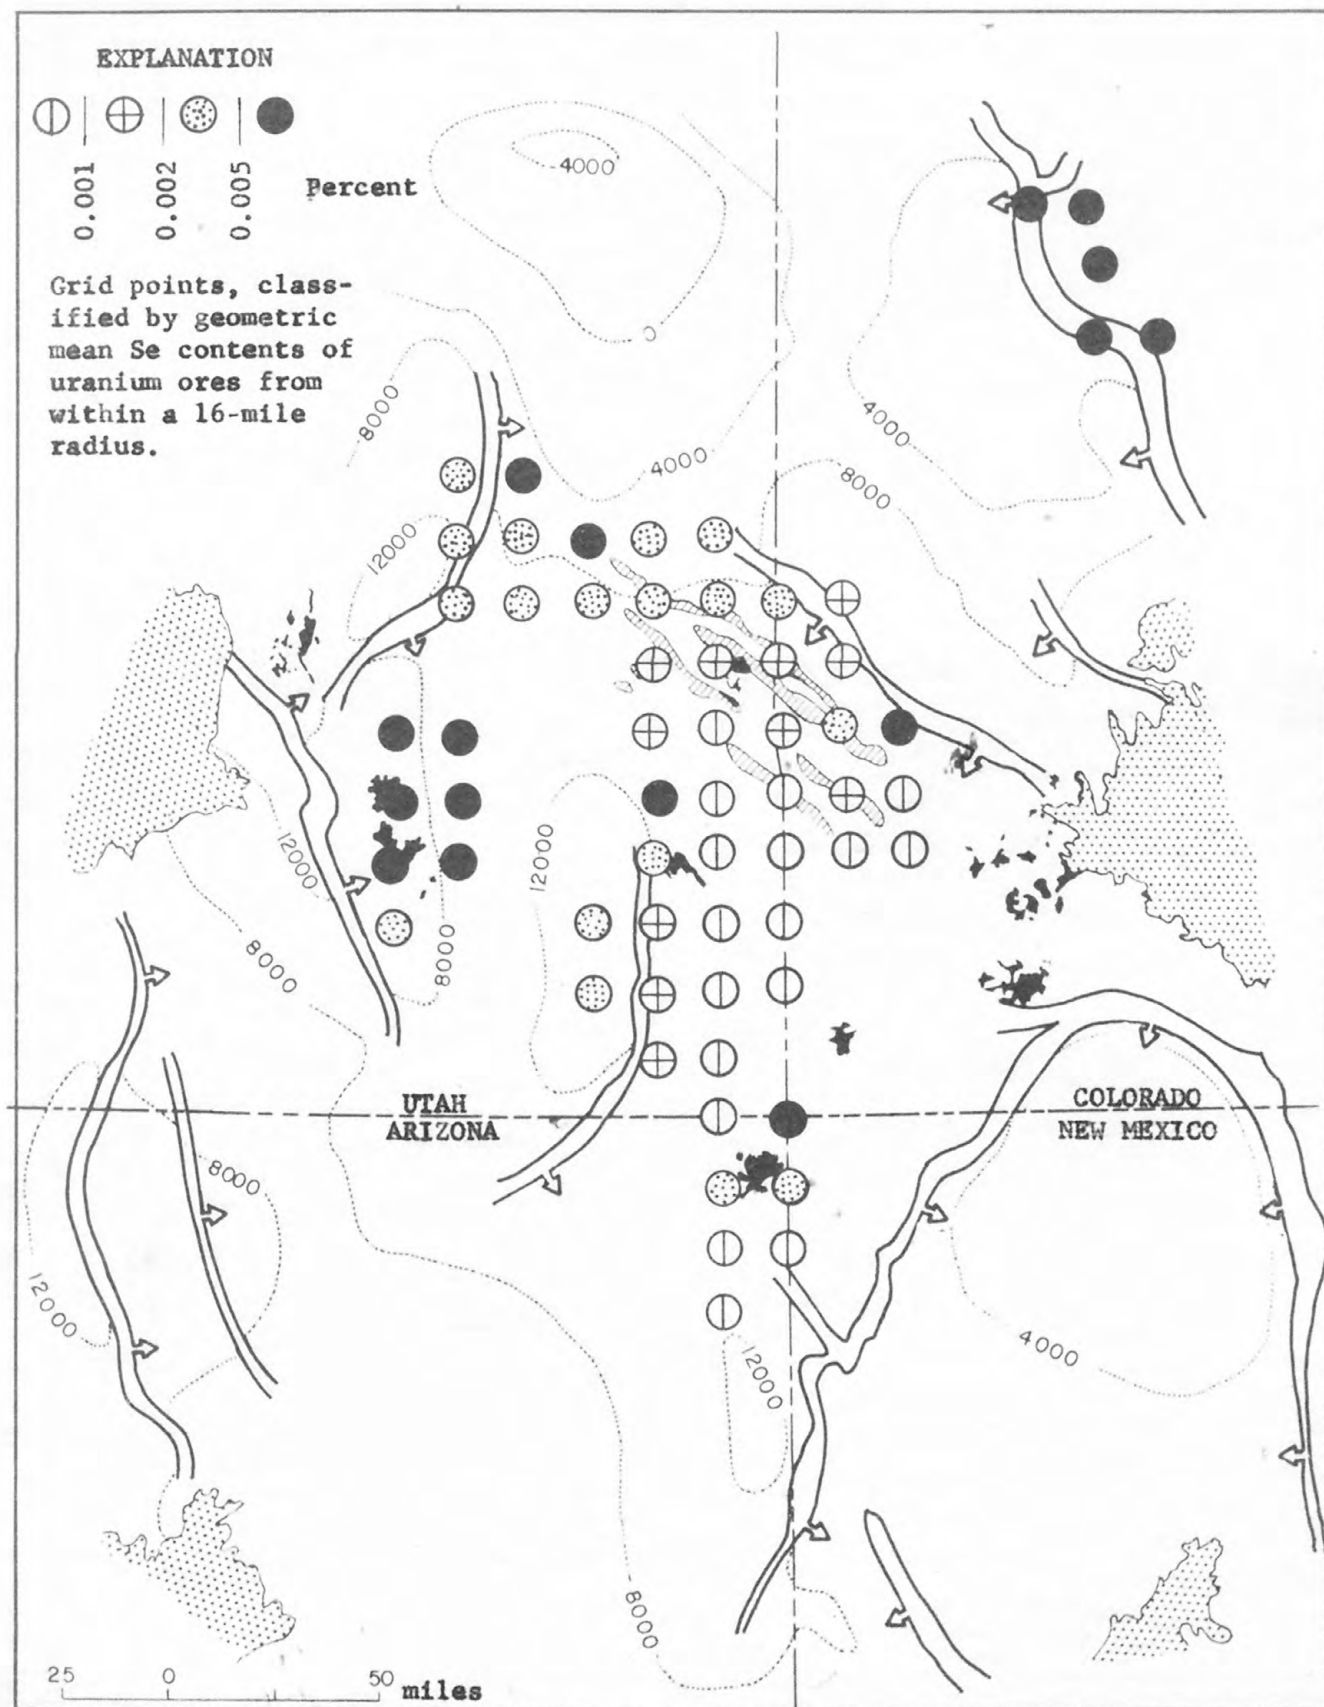 EXPLANATION
0.001
0.002
0.005
Percent
Grid points, class-
ified by geometric
mean Se contents of
uranium ores from
within a 16-mile
radius.
4000
0
8000
4000
4000
8000
12000
12000
12000
8000
8000
UTAH
ARIZONA
COLORADO
NEW MEXICO
8000
12000
4000
12000
8000
25 0 50 miles